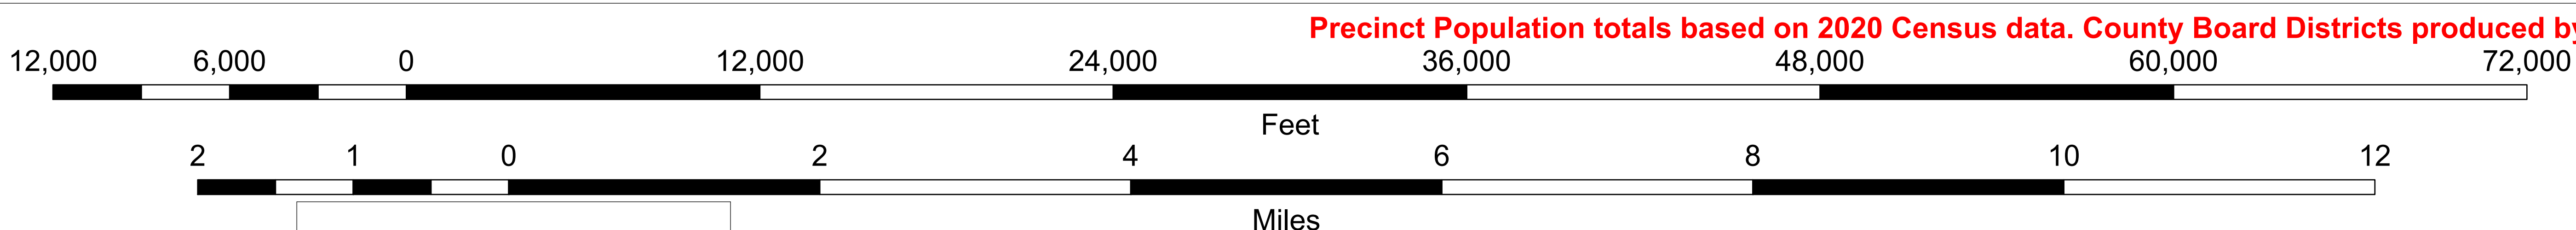 Precinct Population totals based on 2020 Census data. County Board Districts produced by
12,000 6,000 0 12,000 24,000 36,000 48,000 60,000 72,000
Feet
2 1 0 2 4 6 8 10 12
Miles